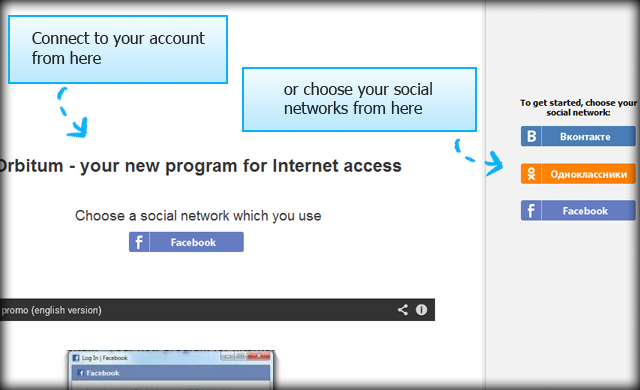 Connect to your account
from here
or choose your social
networks from here
To get started, choose your
social network:
B Вконтакте
Одноклассники
f Facebook
Orbitum - your new program for Internet access
Choose a social network which you use
f Facebook
promo (english version)
Log In | Facebook
Facebook